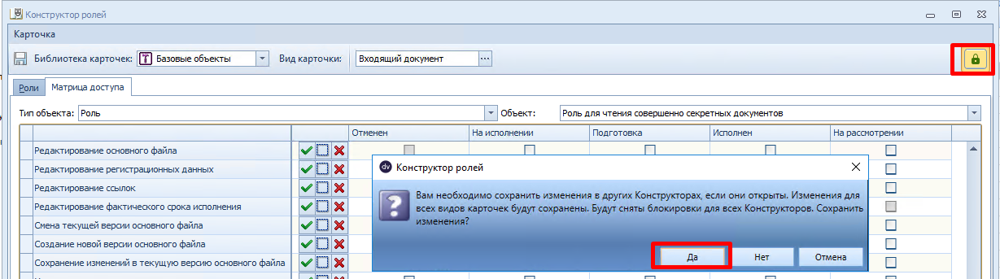 Конструктор ролей
Карточка
Библиотека карточек: Базовые объекты Вид карточки: Входящий документ ...
Роли Матрица доступа
Тип объекта: Роль Объект: Роль для чтения совершенно секретных документов
Отменен На исполнении Подготовка Исполнен На рассмотрении
Редактирование основного файла
Редактирование регистрационных данных
Редактирование ссылок
Редактирование фактического срока исполнения
Смена текущей версии основного файла
Создание новой версии основного файла
Сохранение изменений в текущую версию основного файла
dv Конструктор ролей
Вам необходимо сохранить изменения в других Конструкторах, если они открыты. Изменения для
всех видов карточек будут сохранены. Будут сняты блокировки для всех Конструкторов. Сохранить
изменения?
Да Нет Отмена